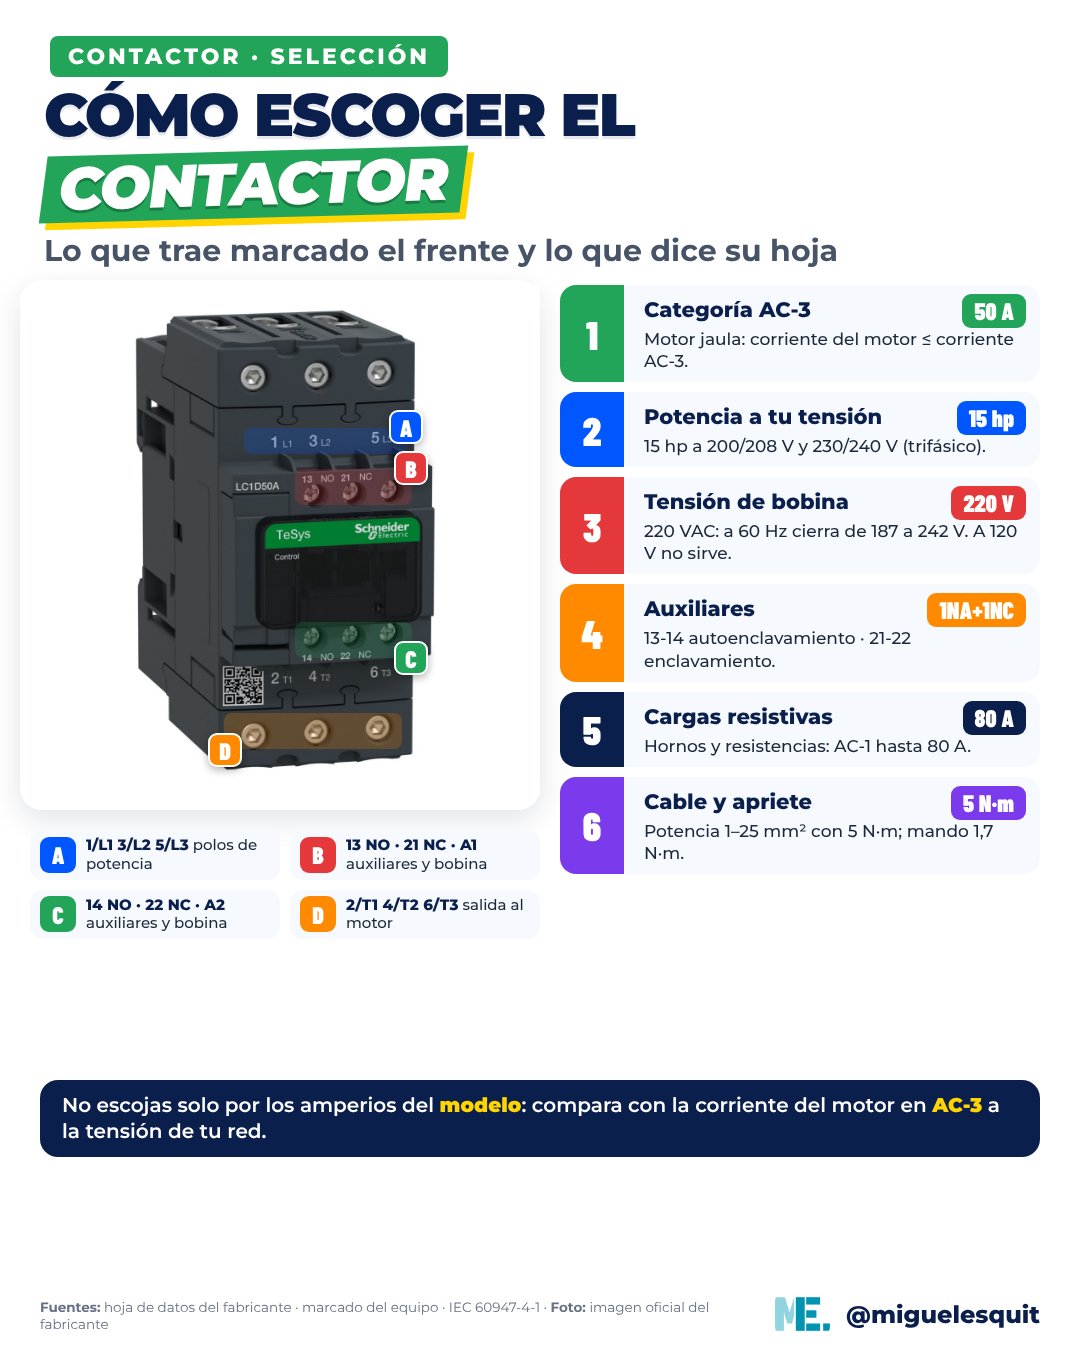 CONTACTOR · SELECCIÓN
CÓMO ESCOGER EL
CONTACTOR
Lo que trae marcado el frente y lo que dice su hoja
1 L1 3 L2 5 L3
A
B
LC1D50A
13 NO 21 NC
TeSys
Schneider
Electric
Control
14 NO 22 NC
C
2 T1 4 T2 6 T3
D
A
1/L1 3/L2 5/L3 polos de
potencia
B
13 NO · 21 NC · A1
auxiliares y bobina
C
14 NO · 22 NC · A2
auxiliares y bobina
D
2/T1 4/T2 6/T3 salida al
motor
1
Categoría AC-3
50 A
Motor jaula: corriente del motor ≤ corriente
AC-3.
2
Potencia a tu tensión
15 hp
15 hp a 200/208 V y 230/240 V (trifásico).
3
Tensión de bobina
220 V
220 VAC: a 60 Hz cierra de 187 a 242 V. A 120
V no sirve.
4
Auxiliares
1NA+1NC
13-14 autoenclavamiento · 21-22
enclavamiento.
5
Cargas resistivas
80 A
Hornos y resistencias: AC-1 hasta 80 A.
6
Cable y apriete
5 N·m
Potencia 1–25 mm² con 5 N·m; mando 1,7
N·m.
No escojas solo por los amperios del modelo: compara con la corriente del motor en AC-3 a
la tensión de tu red.
Fuentes: hoja de datos del fabricante · marcado del equipo · IEC 60947-4-1 · Foto: imagen oficial del
fabricante
ME.
@miguelesquit